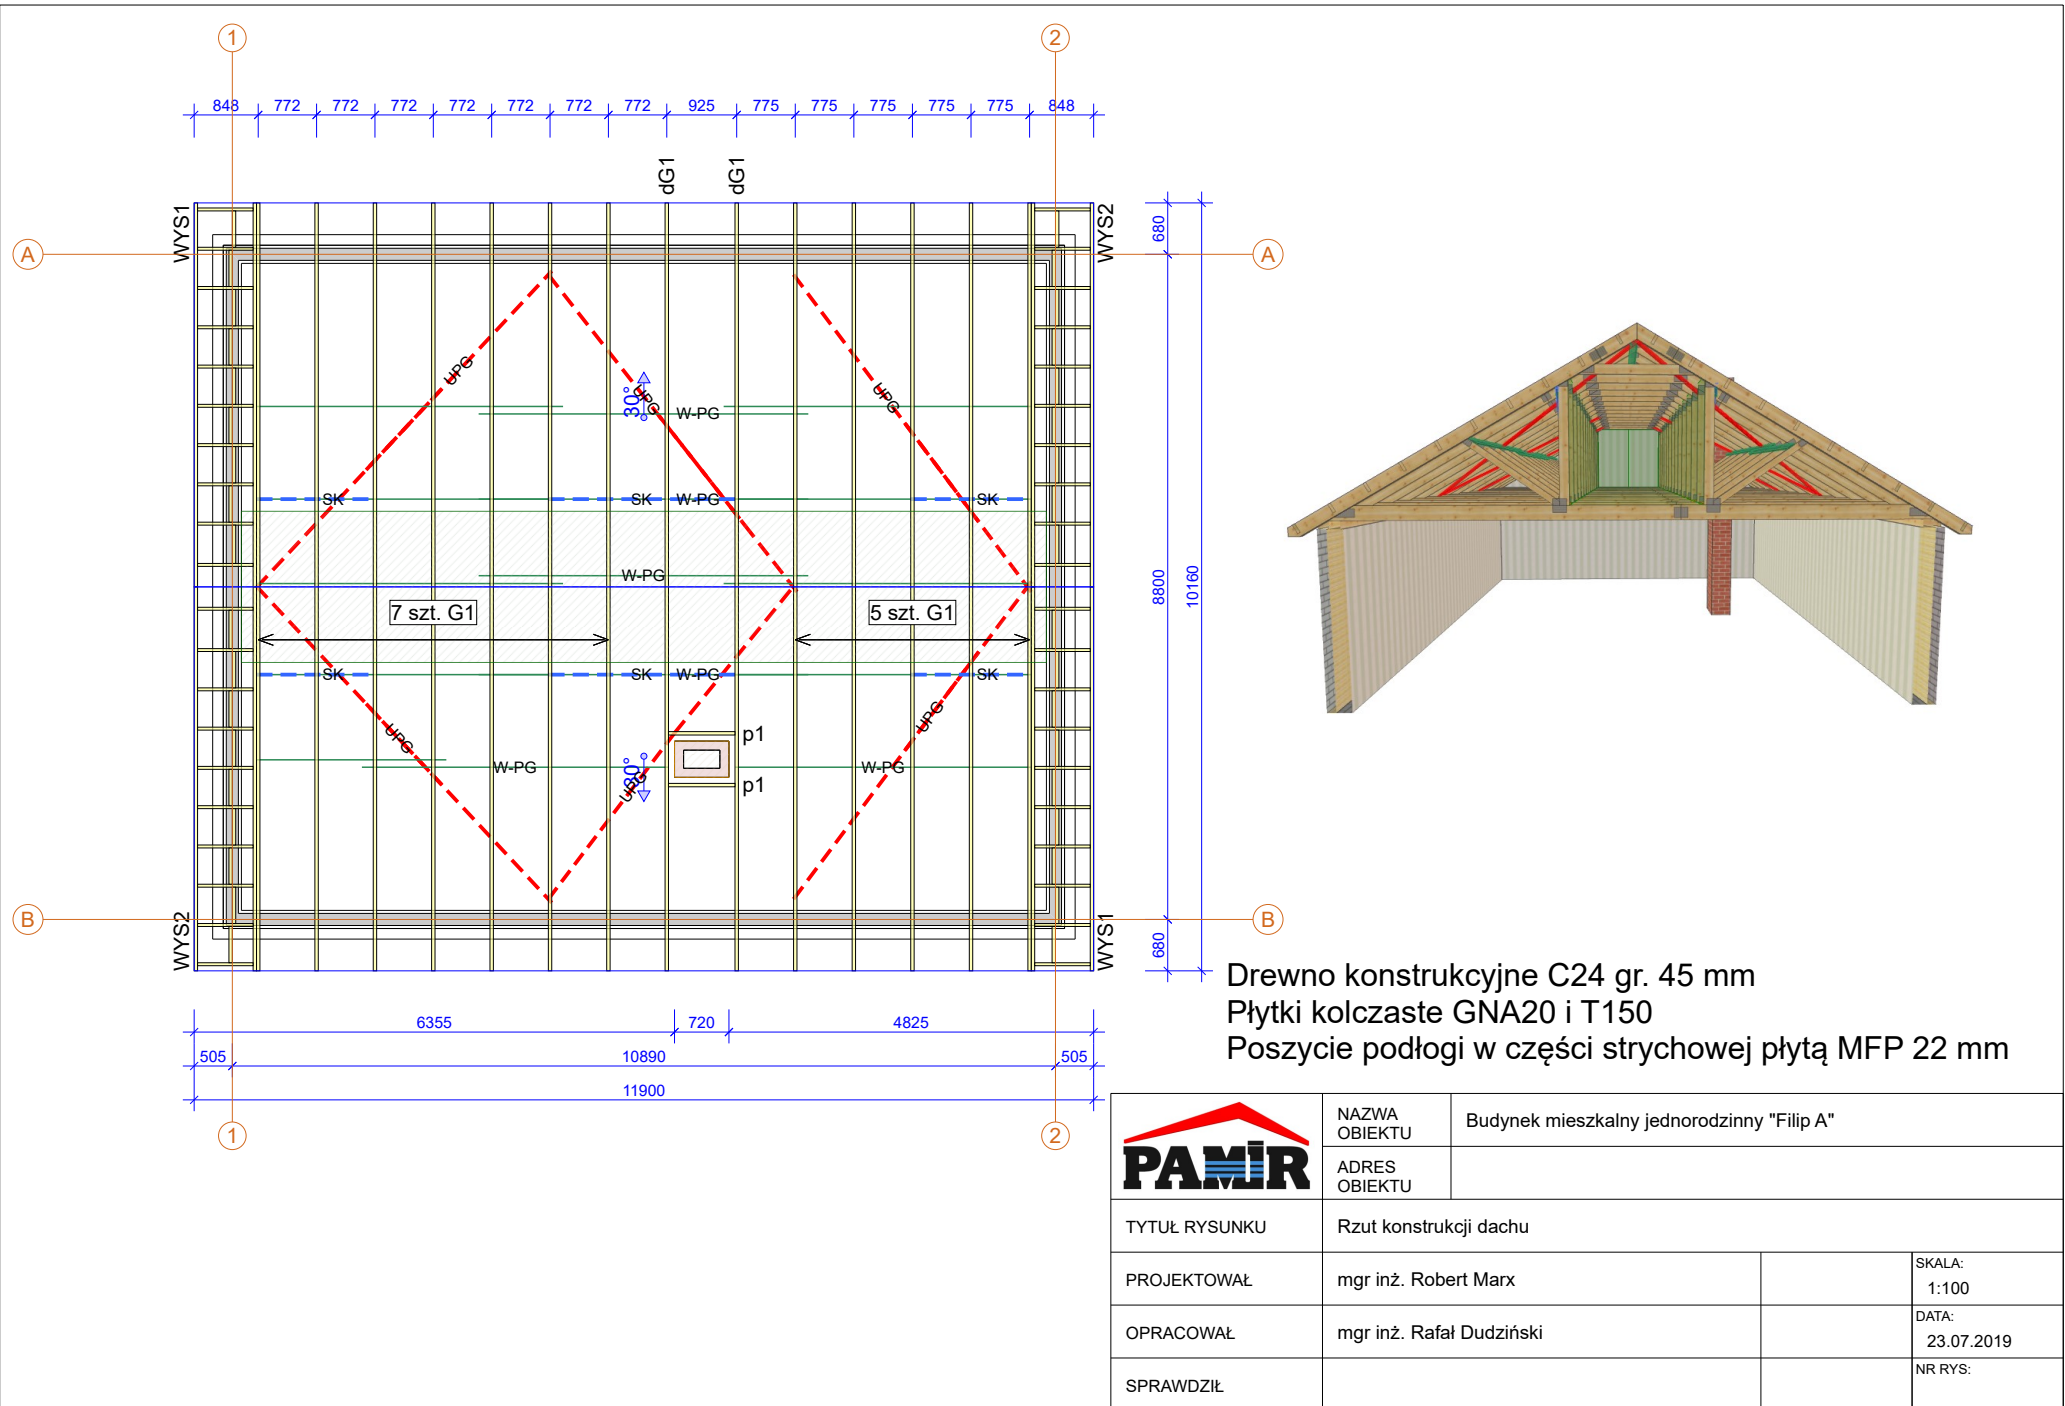 1
2
848 772 772 772 772 772 772 772 925 775 775 775 775 775 848
dG1 dG1
WYS1
WYS2
A
A
680
UPG
UPG
UPG
30°
W-PG
SK
SK
W-PG
SK
W-PG
8800
10160
7 szt. G1
5 szt. G1
SK
SK
W-PG
SK
UPG
UPG
p1
W-PG
30°
W-PG
UPG
p1
B
B
WYS2
WYS1
680
6355 720 4825
505 10890 505
11900
1
2
Drewno konstrukcyjne C24 gr. 45 mm
Płytki kolczaste GNA20 i T150
Poszycie podłogi w części strychowej płytą MFP 22 mm
PAMIR
NAZWA
OBIEKTU
Budynek mieszkalny jednorodzinny "Filip A"
ADRES
OBIEKTU
TYTUŁ RYSUNKU
Rzut konstrukcji dachu
PROJEKTOWAŁ
mgr inż. Robert Marx
SKALA:
1:100
OPRACOWAŁ
mgr inż. Rafał Dudziński
DATA:
23.07.2019
SPRAWDZIŁ
NR RYS: